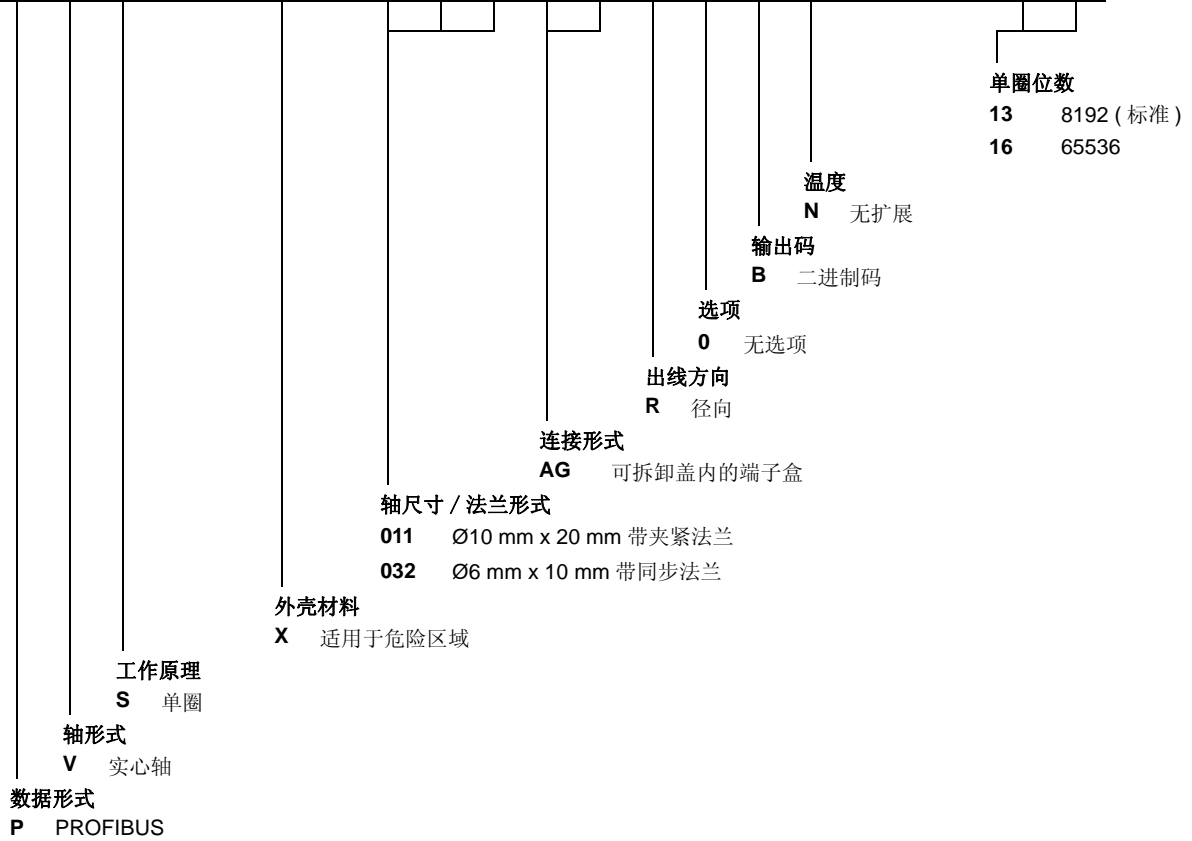 单圈位数
13 8192 ( 标准 )
16 65536
温度
N 无扩展
输出码
B 二进制码
选项
0 无选项
出线方向
R 径向
连接形式
AG 可拆卸盖内的端子盒
轴尺寸 / 法兰形式
011 Ø10 mm x 20 mm 带夹紧法兰
032 Ø6 mm x 10 mm 带同步法兰
外壳材料
X 适用于危险区域
工作原理
S 单圈
轴形式
V 实心轴
数据形式
P PROFIBUS